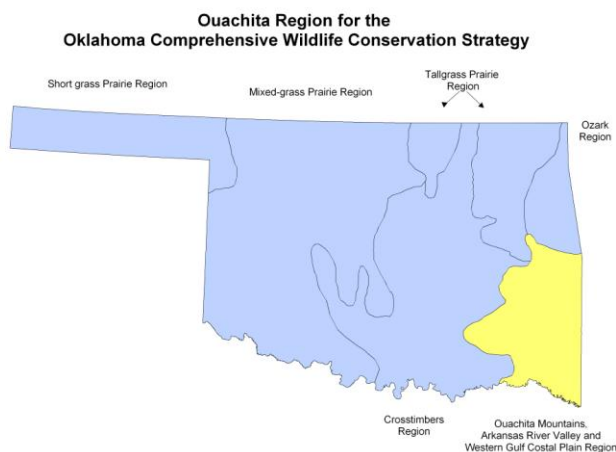 Ouachita Region for the
Oklahoma Comprehensive Wildlife Conservation Strategy
Short grass Prairie Region
Mixed-grass Prairie Region
Tallgrass Prairie
Region
Ozark
Region
Crosstimbers
Region
Ouachita Mountains,
Arkansas River Valley and
Western Gulf Costal Plain Region